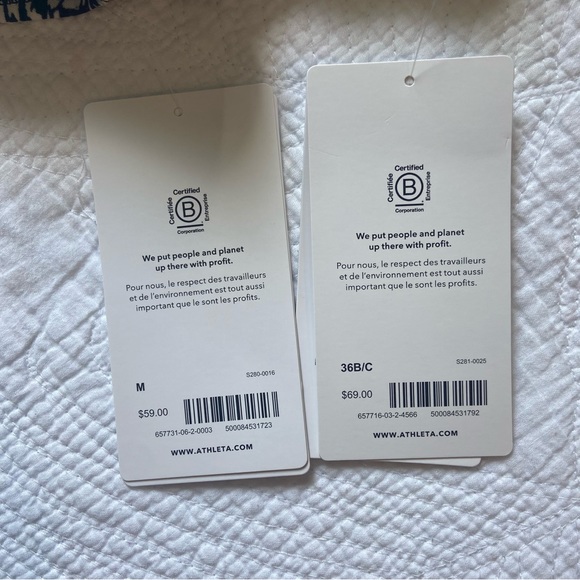 Certified
Certifiée
B
Entreprise
Corporation
We put people and planet
up there with profit.
Pour nous, le respect des travailleurs
et de l'environnement est tout aussi
important que le sont les profits.
S280-0016
M
$59.00
657731-06-2-0003 500084531723
WWW.ATHLETA.COM
Certified
Certifiée
B
Entreprise
Corporation
We put people and planet
up there with profit.
Pour nous, le respect des travailleurs
et de l'environnement est tout aussi
important que le sont les profits.
S281-0025
36B/C
$69.00
657716-03-2-4566 500084531792
WWW.ATHLETA.COM